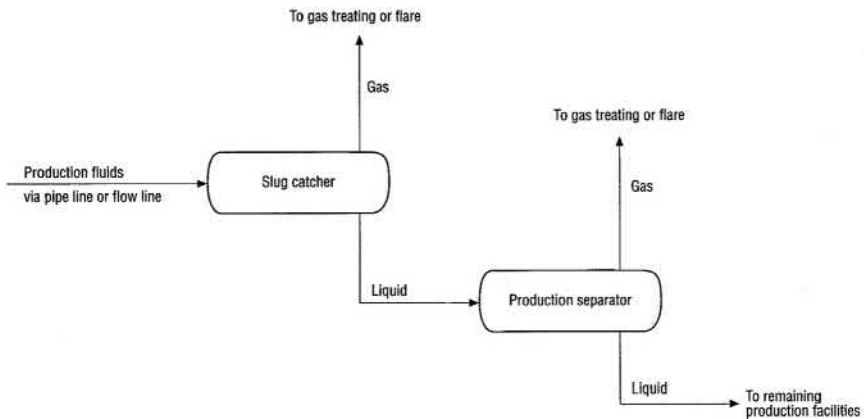 To gas treating or flare
Gas
To gas treating or flare
Production fluids
via pipe line or flow line
Slug catcher
Gas
Liquid
Production separator
Liquid
To remaining
production facilities